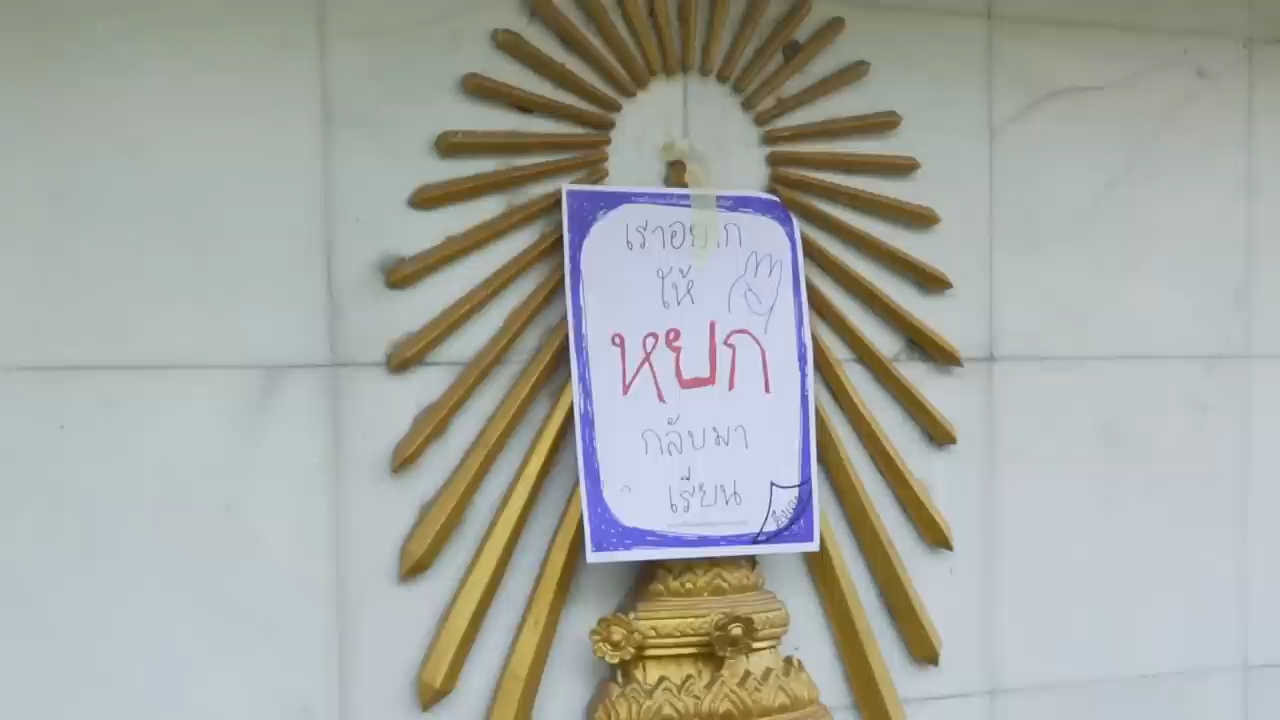 เราอยาก
ให้
หยก
กลับมา
เรียน